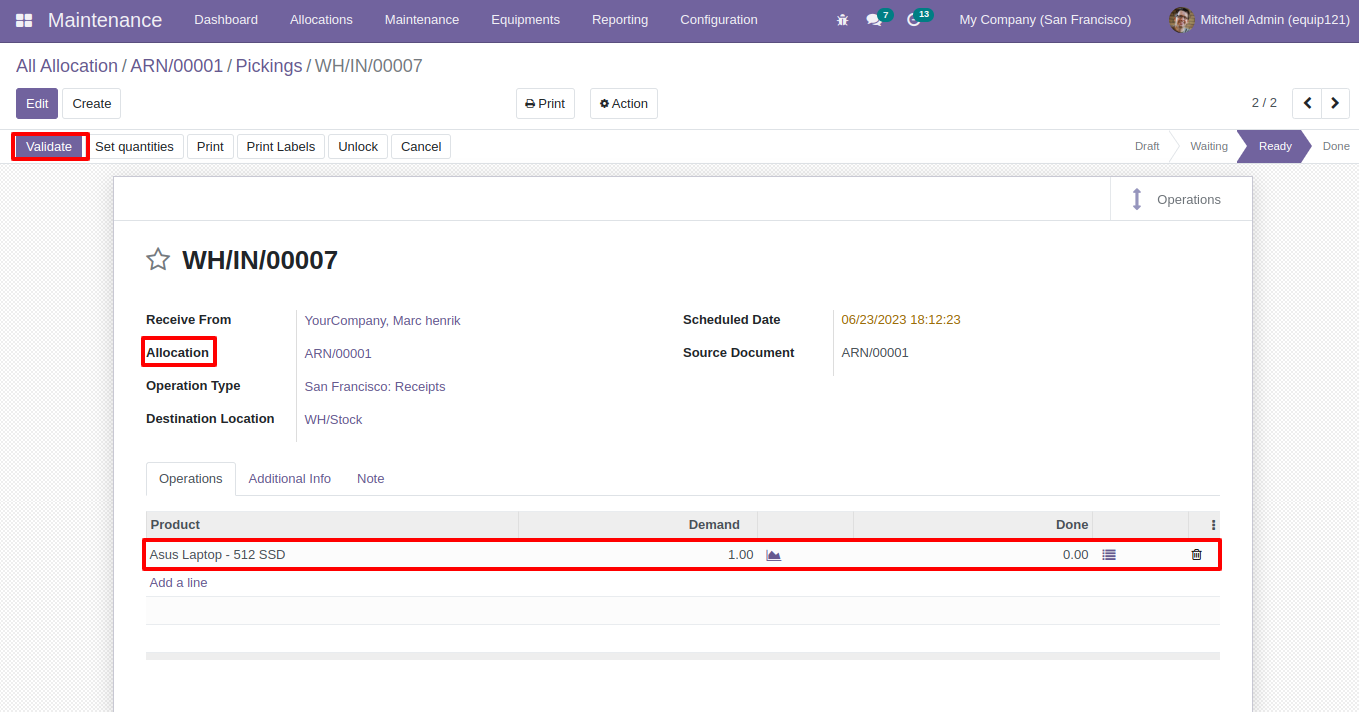 Maintenance Dashboard Allocations Maintenance Equipments Reporting Configuration 7 13 My Company (San Francisco) Mitchell Admin (equip121)
All Allocation / ARN/00001 / Pickings / WH/IN/00007
Edit Create Print Action 2 / 2
Validate Set quantities Print Print Labels Unlock Cancel Draft Waiting Ready Done
Operations
WH/IN/00007
Receive From YourCompany, Marc henrik Scheduled Date 06/23/2023 18:12:23
Allocation ARN/00001 Source Document ARN/00001
Operation Type San Francisco: Receipts
Destination Location WH/Stock
Operations Additional Info Note
Product Demand Done
Asus Laptop - 512 SSD 1.00 0.00
Add a line